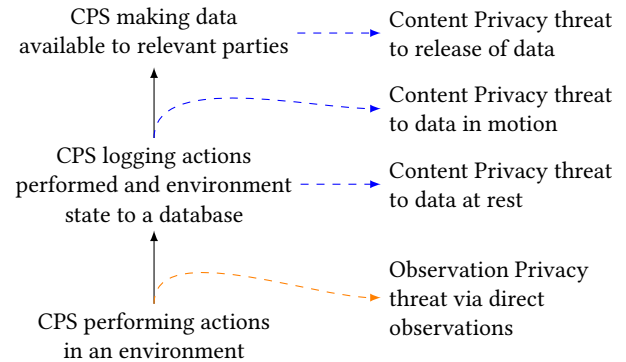 CPS making data
available to relevant parties
Content Privacy threat
to release of data
Content Privacy threat
to data in motion
CPS logging actions
performed and environment
state to a database
Content Privacy threat
to data at rest
Observation Privacy
threat via direct
observations
CPS performing actions
in an environment